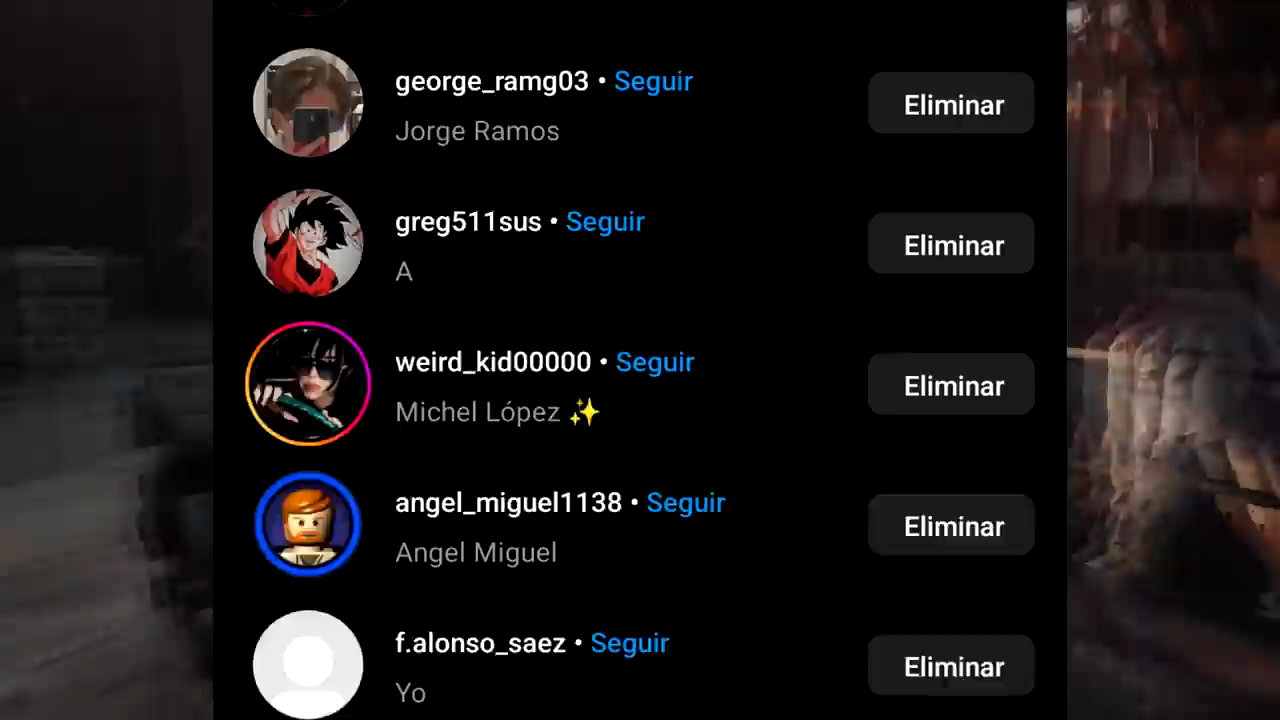 george_ramg03 • Seguir
Jorge Ramos
Eliminar
greg511sus • Seguir
A
Eliminar
weird_kid00000 • Seguir
Michel López ✨
Eliminar
angel_miguel1138 • Seguir
Angel Miguel
Eliminar
f.alonso_saez • Seguir
Yo
Eliminar